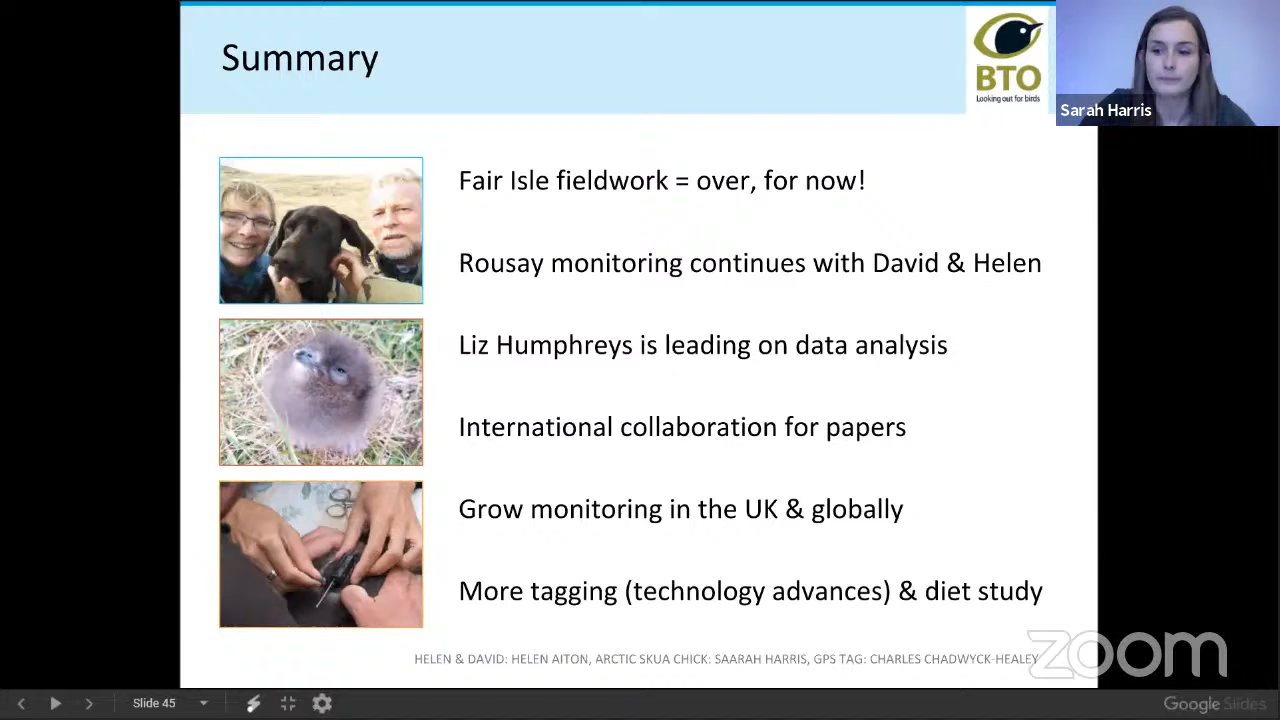 Summary
BTO
Looking out for birds
Sarah Harris
Fair Isle fieldwork = over, for now!
Rousay monitoring continues with David & Helen
Liz Humphreys is leading on data analysis
International collaboration for papers
Grow monitoring in the UK & globally
More tagging (technology advances) & diet study
HELEN & DAVID: HELEN AITON, ARCTIC SKUA CHICK: SAARAH HARRIS, GPS TAG: CHARLES CHADWYCK-HEALEY
zoom
Slide 45
Google Slides